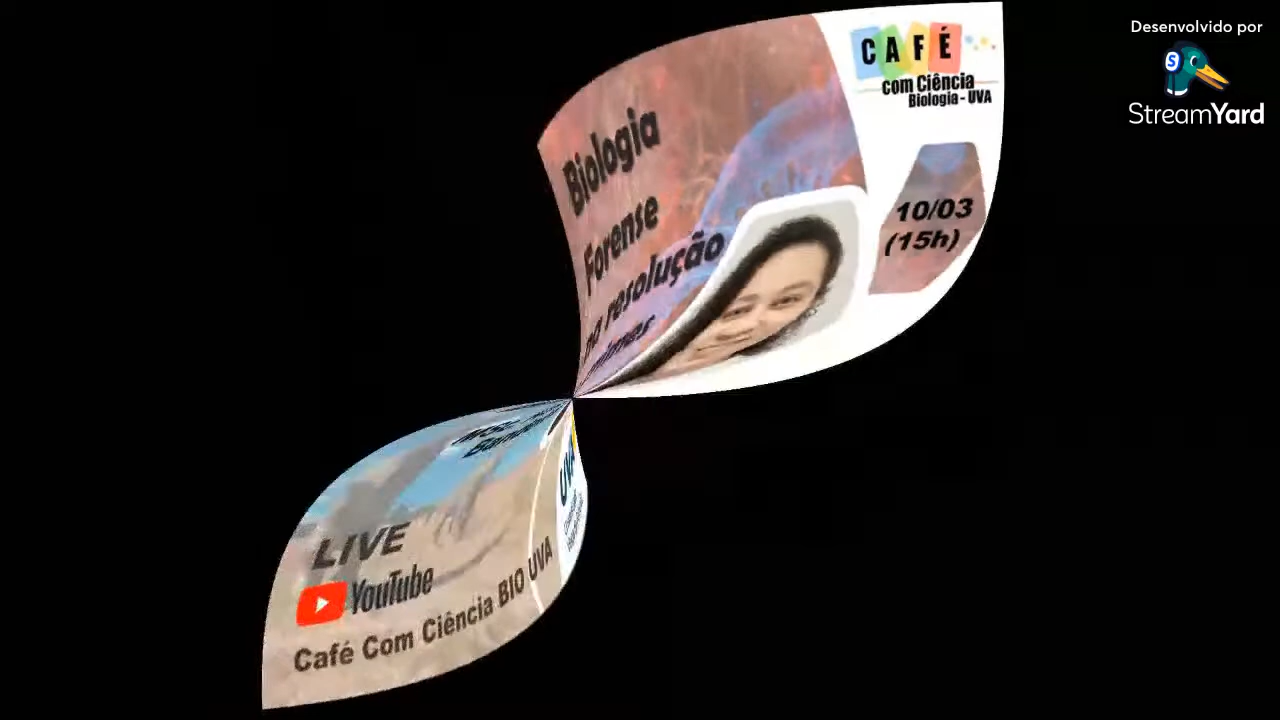 Desenvolvido por
StreamYard
CAFÉ
com Ciência
Biologia - UVA
10/03
(15h)
Biologia
Forense
na resolução
UVA
LIVE
YouTube
Café Com Ciência BIO UVA